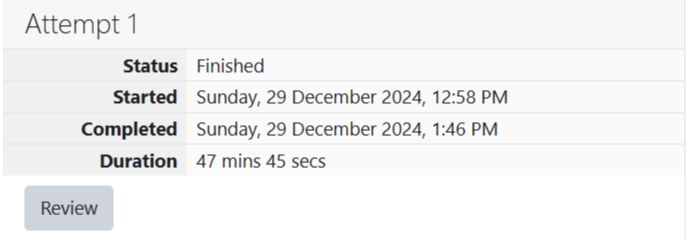 Attempt 1
Status Finished
Started Sunday, 29 December 2024, 12:58 PM
Completed Sunday, 29 December 2024, 1:46 PM
Duration 47 mins 45 secs
Review